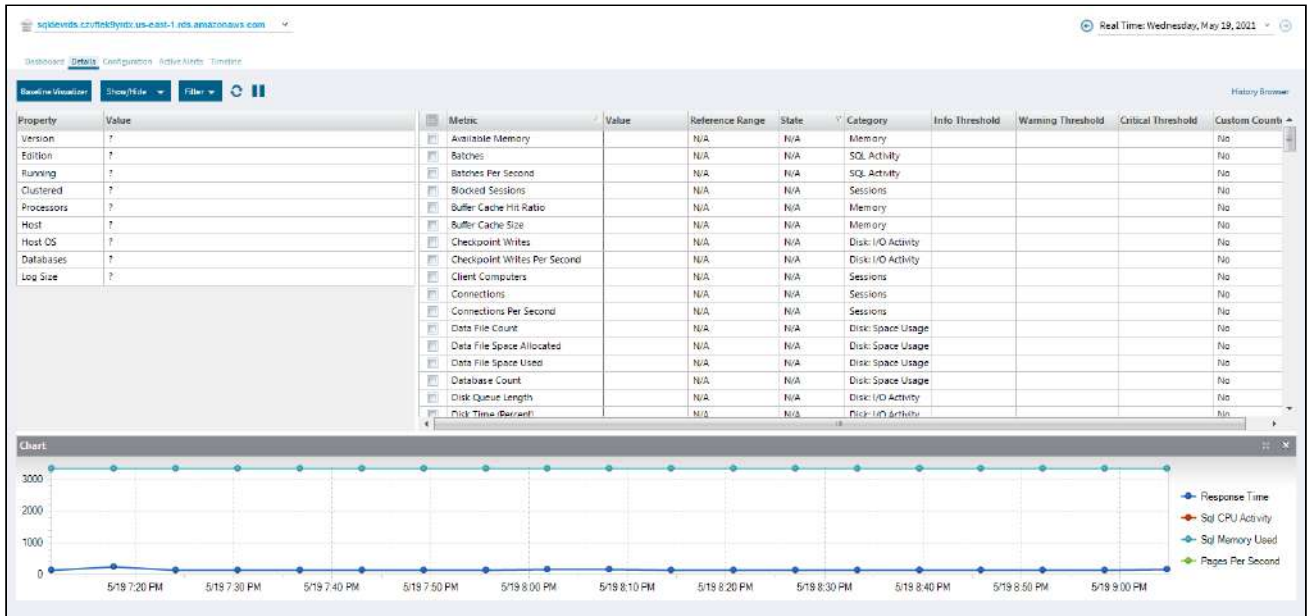 Real Time: Wednesday, May 19, 2021
Dashboard Details Configuration Active Alerts Timeline
Baseline Visualizer Show/Hide Filter History Browser
Property Value Metric Value Reference Range State Category Info Threshold Warning Threshold Critical Threshold Custom
Version ? Available Memory N/A N/A Memory No
Edition ? Batches N/A N/A SQL Activity No
Running ? Batches Per Second N/A N/A SQL Activity No
Clustered ? Blocked Sessions N/A N/A Sessions No
Processors ? Buffer Cache Hit Ratio N/A N/A Memory No
Host ? Buffer Cache Size N/A N/A Memory No
Host OS ? Checkpoint Writes N/A N/A Disk: I/O Activity No
Databases ? Checkpoint Writes Per Second N/A N/A Disk: I/O Activity No
Log Size ? Client Computers N/A N/A Sessions No
Connections N/A N/A Sessions No
Connections Per Second N/A N/A Sessions No
Data File Count N/A N/A Disk: Space Usage No
Data File Space Allocated N/A N/A Disk: Space Usage No
Data File Space Used N/A N/A Disk: Space Usage No
Database Count N/A N/A Disk: Space Usage No
Disk Queue Length N/A N/A Disk: I/O Activity No
Disk Time (Percent) N/A N/A Disk: I/O Activity No
Chart
3000
2000
1000
0
5/19 7:20 PM 5/19 7:30 PM 5/19 7:40 PM 5/19 7:50 PM 5/19 8:00 PM 5/19 8:10 PM 5/19 8:20 PM 5/19 8:30 PM 5/19 8:40 PM 5/19 8:50 PM 5/19 9:00 PM
Response Time
Sql CPU Activity
Sql Memory Used
Pages Per Second